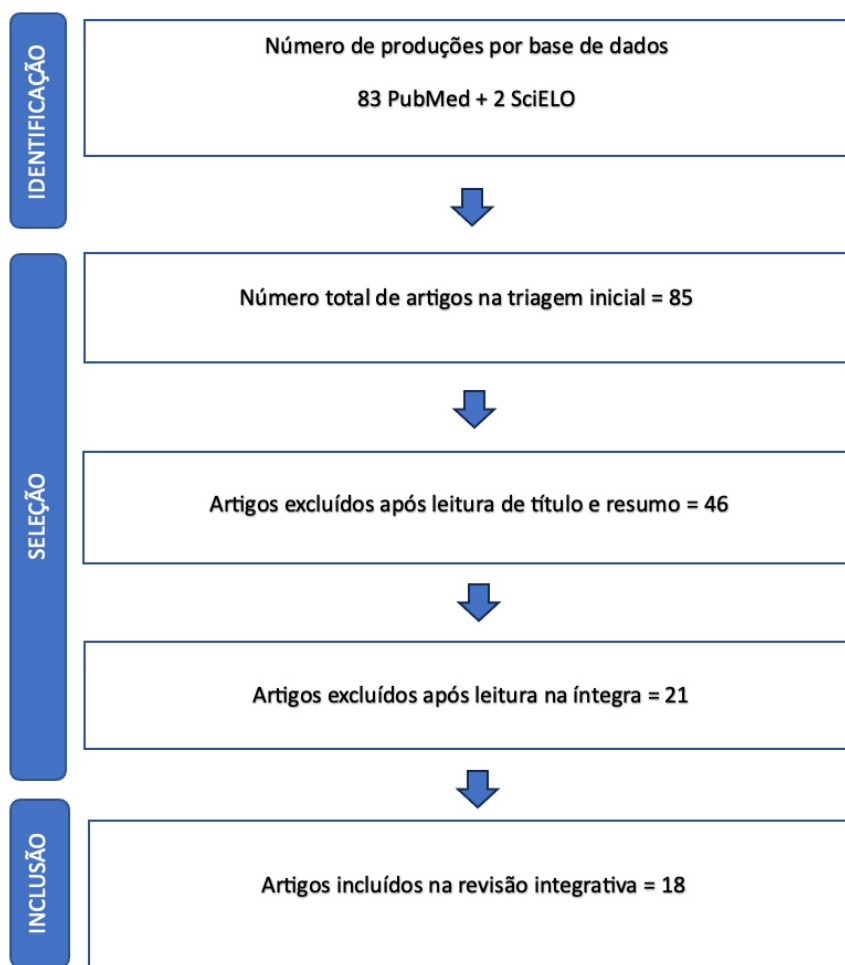 IDENTIFICAÇÃO
Número de produções por base de dados
83 PubMed + 2 SciELO
SELEÇÃO
Número total de artigos na triagem inicial = 85
Artigos excluídos após leitura de título e resumo = 46
Artigos excluídos após leitura na íntegra = 21
INCLUSÃO
Artigos incluídos na revisão integrativa = 18